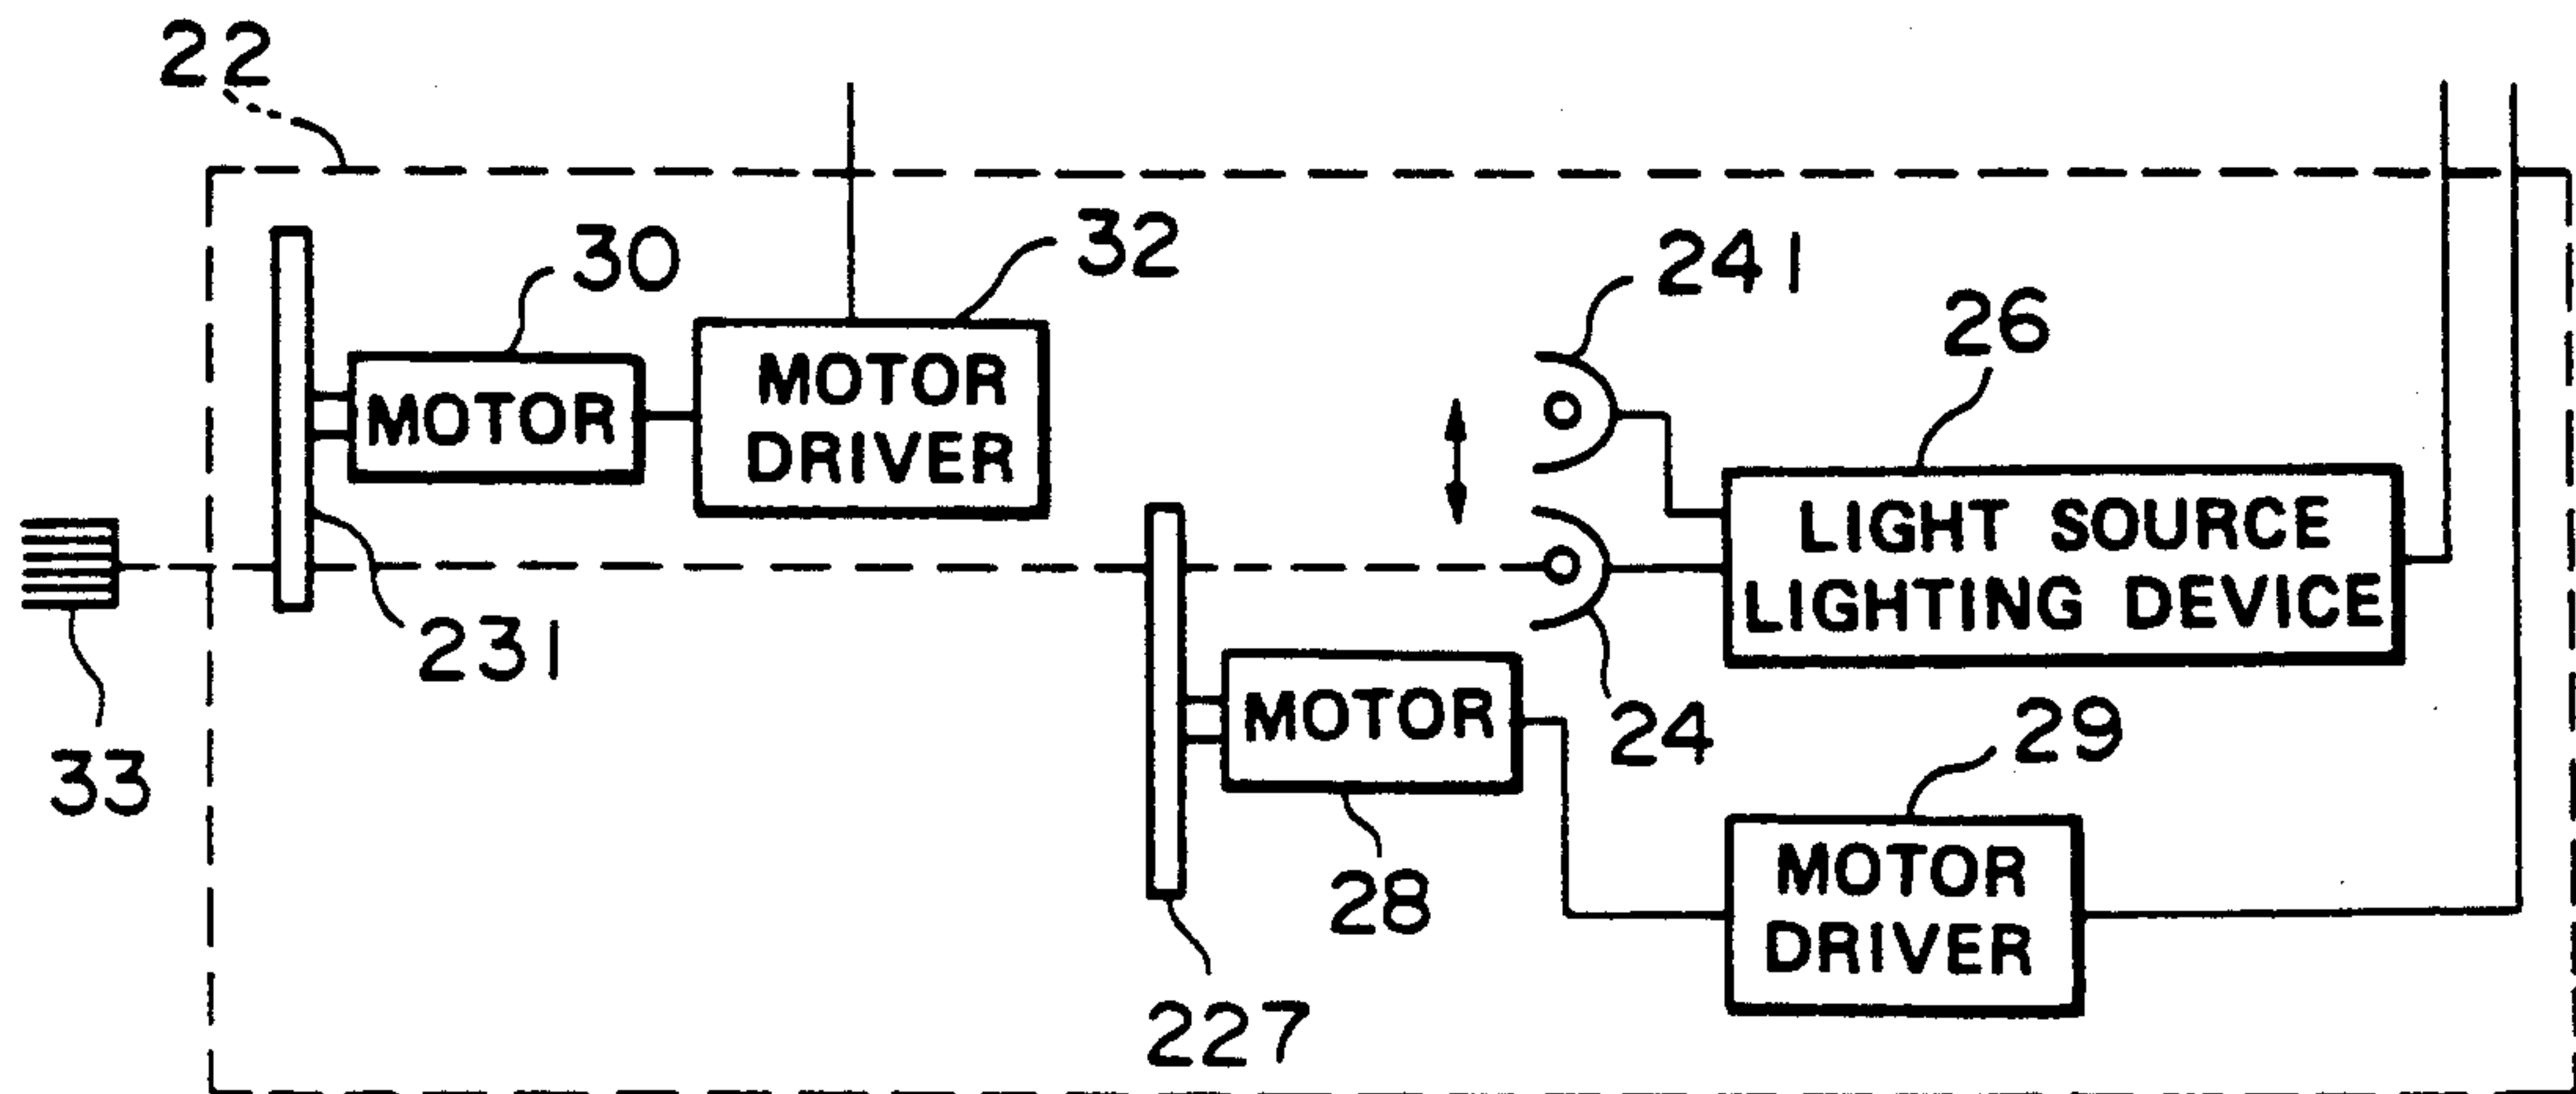 22
30
32
241
26
MOTOR
MOTOR
DRIVER
LIGHT SOURCE
LIGHTING DEVICE
231
33
MOTOR
24
29
28
MOTOR
DRIVER
227